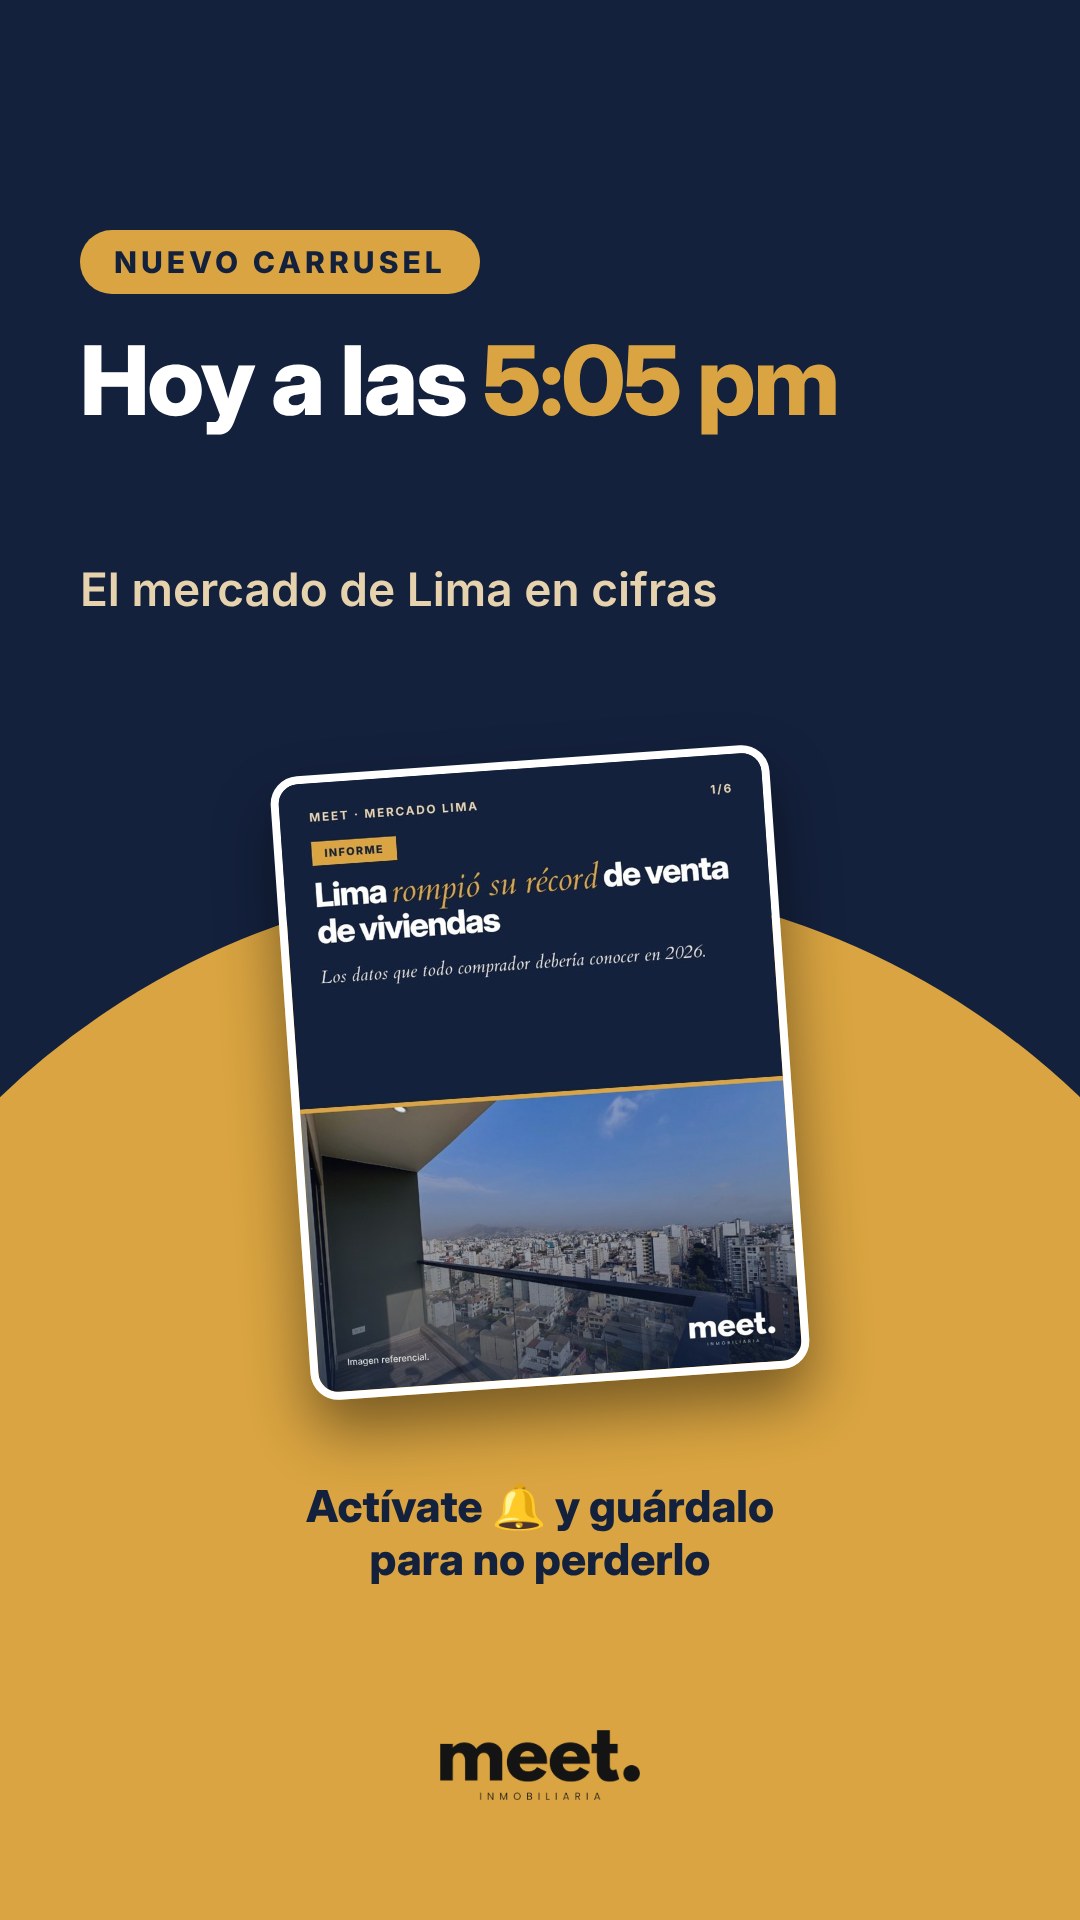 NUEVO CARRUSEL
Hoy a las 5:05 pm
El mercado de Lima en cifras
MEET · MERCADO LIMA
1/6
INFORME
Lima rompió su récord de venta
de viviendas
Los datos que todo comprador debería conocer en 2026.
Imagen referencial.
meet.
INMOBILIARIA
Actívate 🔔 y guárdalo
para no perderlo
meet.
INMOBILIARIA